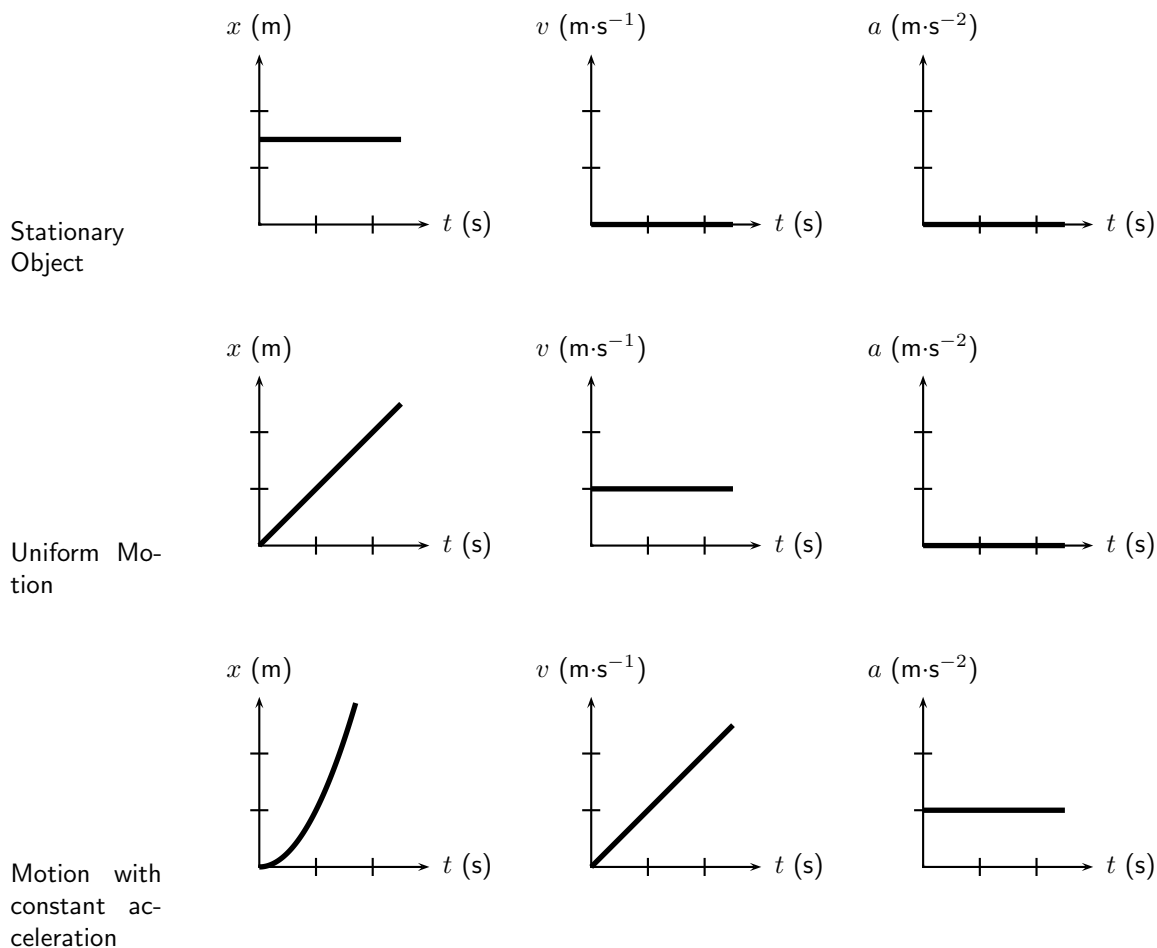 x (m) v (m·s⁻¹) a (m·s⁻²)
t (s) t (s) t (s)
Stationary
Object
x (m) v (m·s⁻¹) a (m·s⁻²)
t (s) t (s) t (s)
Uniform Mo-
tion
x (m) v (m·s⁻¹) a (m·s⁻²)
t (s) t (s) t (s)
Motion with
constant ac-
celeration